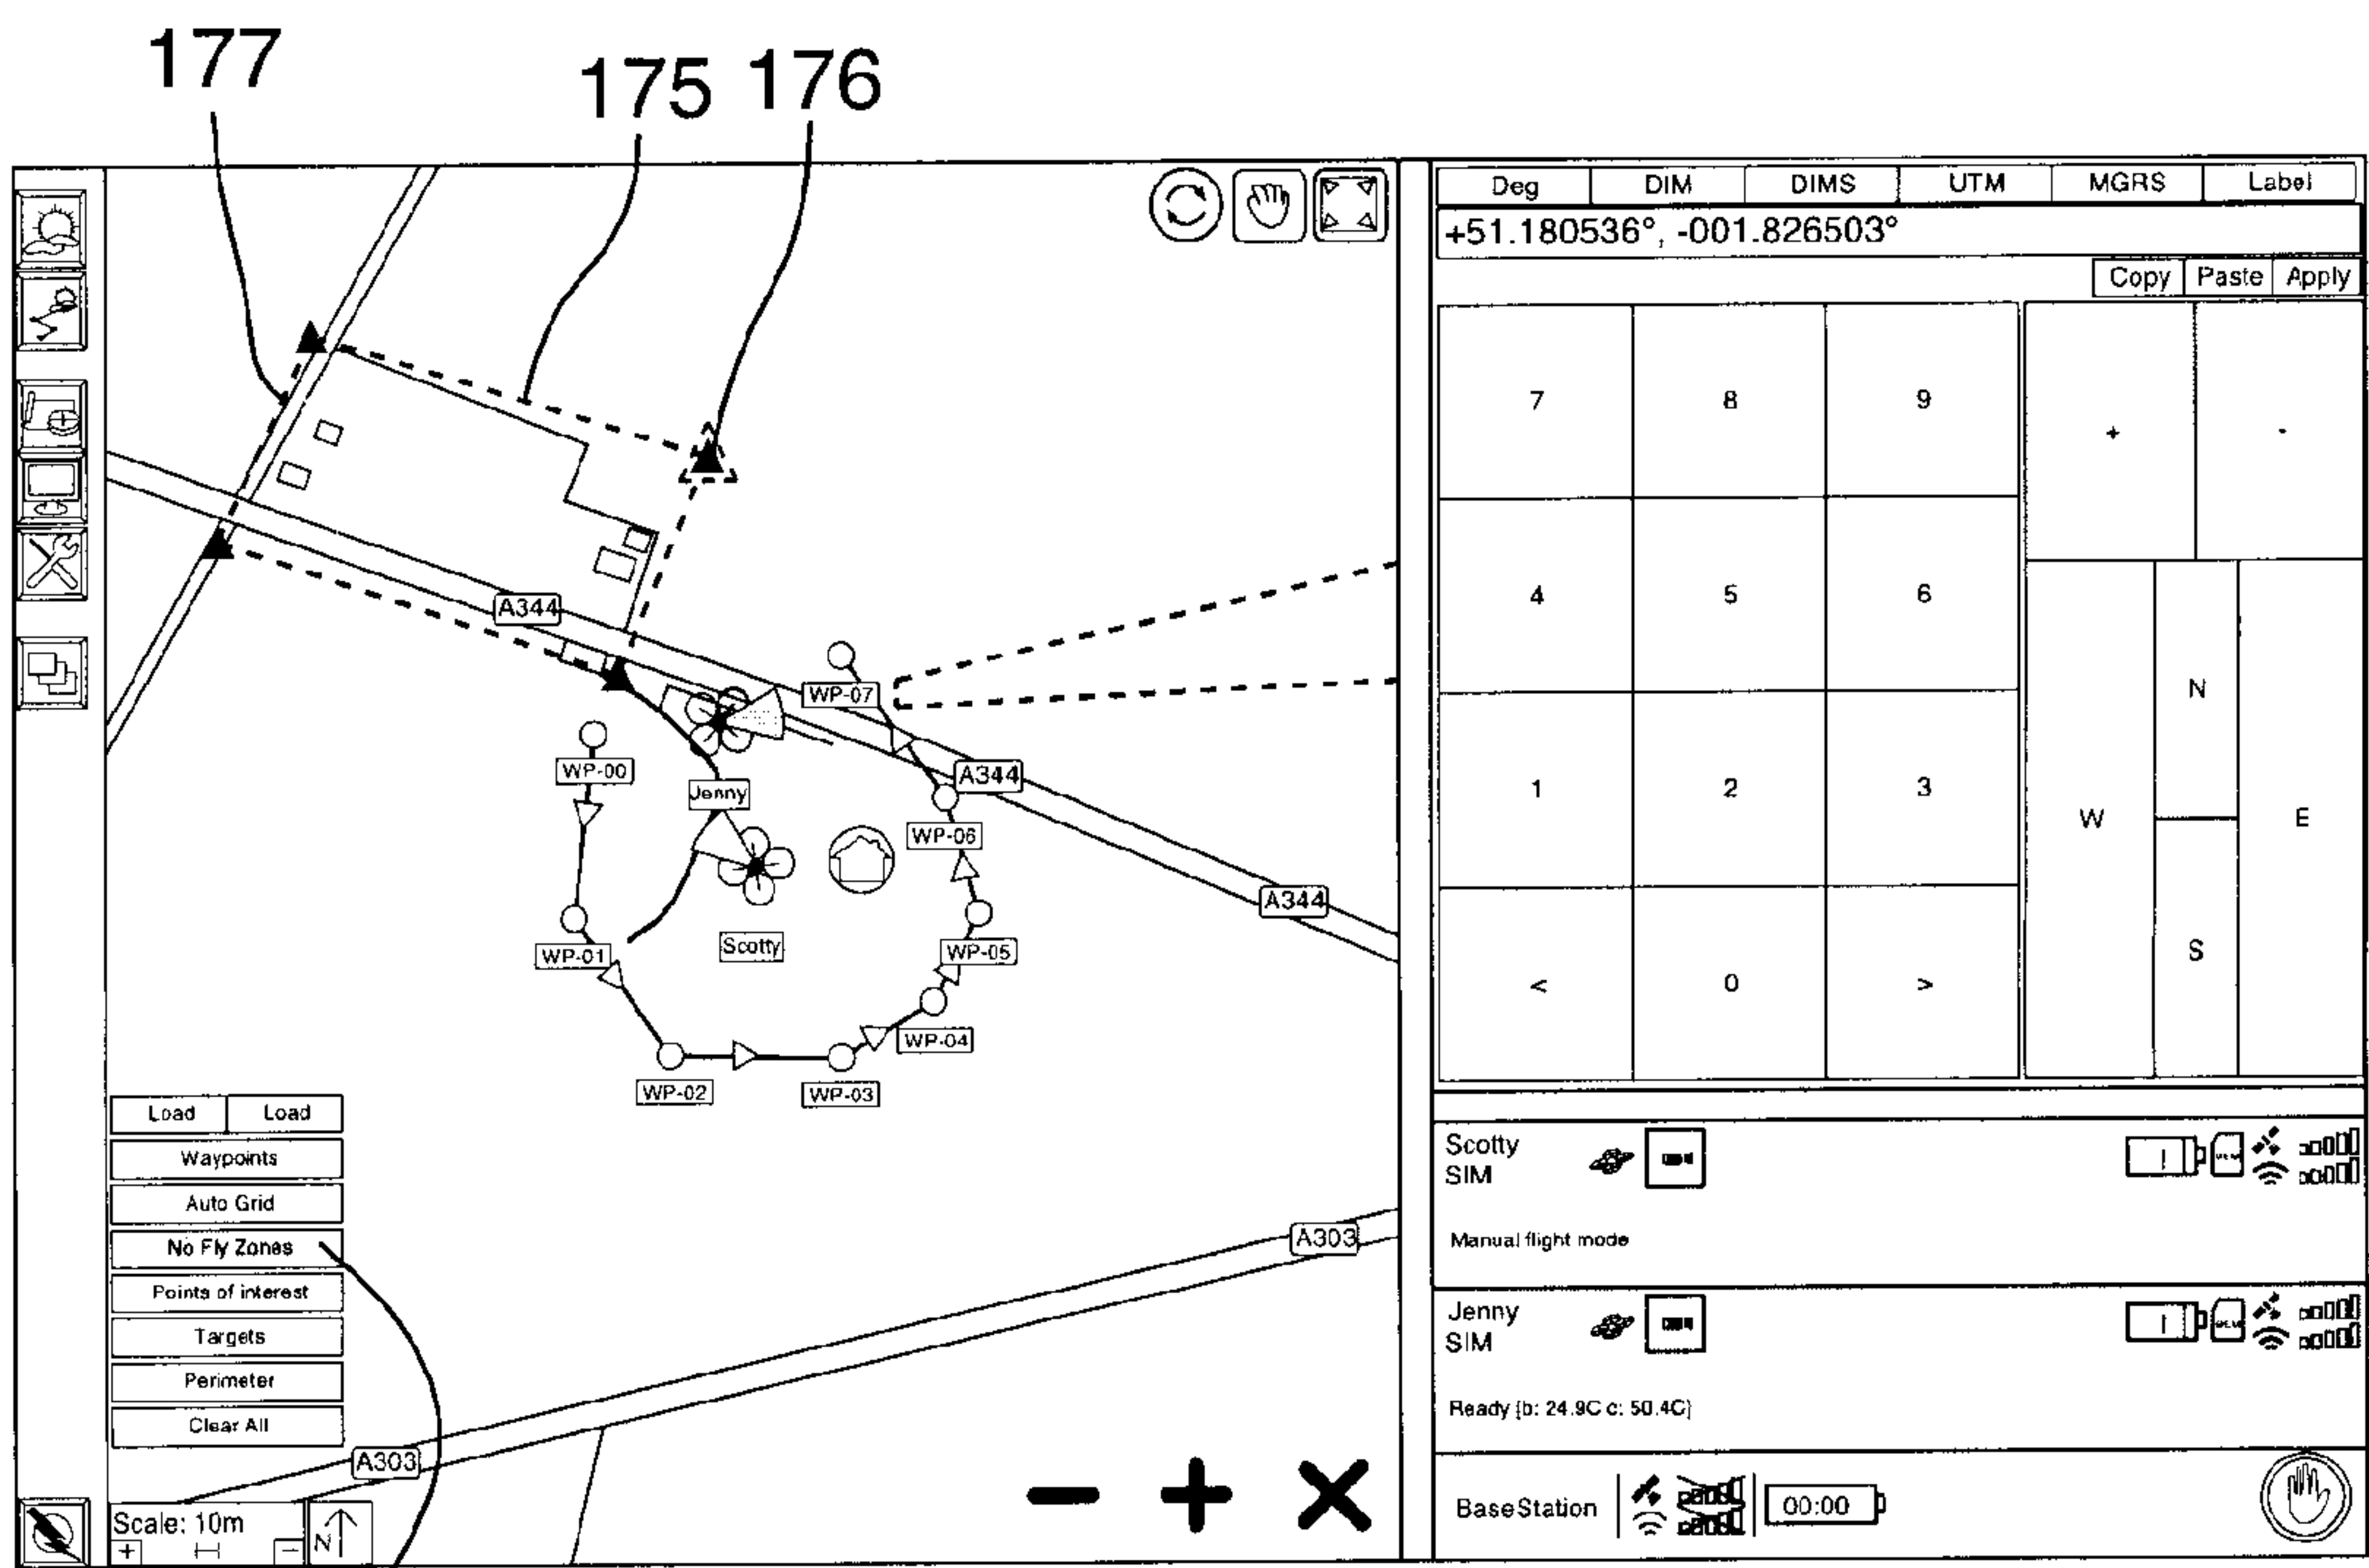 177
175 176
Deg DIM DIMS UTM MGRS Label
+51.180536°, -001.826503°
Copy Paste Apply
7 8 9 + -
4 5 6
1 2 3
< 0 >
N
W E
S
A344
WP-07
WP-00
A344
Jenny
WP-06
A344
Scotty
WP-01
WP-05
WP-04
WP-02
WP-03
Load Load
Waypoints
Auto Grid
No Fly Zones
Points of interest
Targets
Perimeter
Clear All
A303
A303
Scale: 10m
+ −
N
− + ×
Scotty
SIM
Manual flight mode
Jenny
SIM
Ready {b: 24.9C c: 50.4C}
BaseStation
00:00